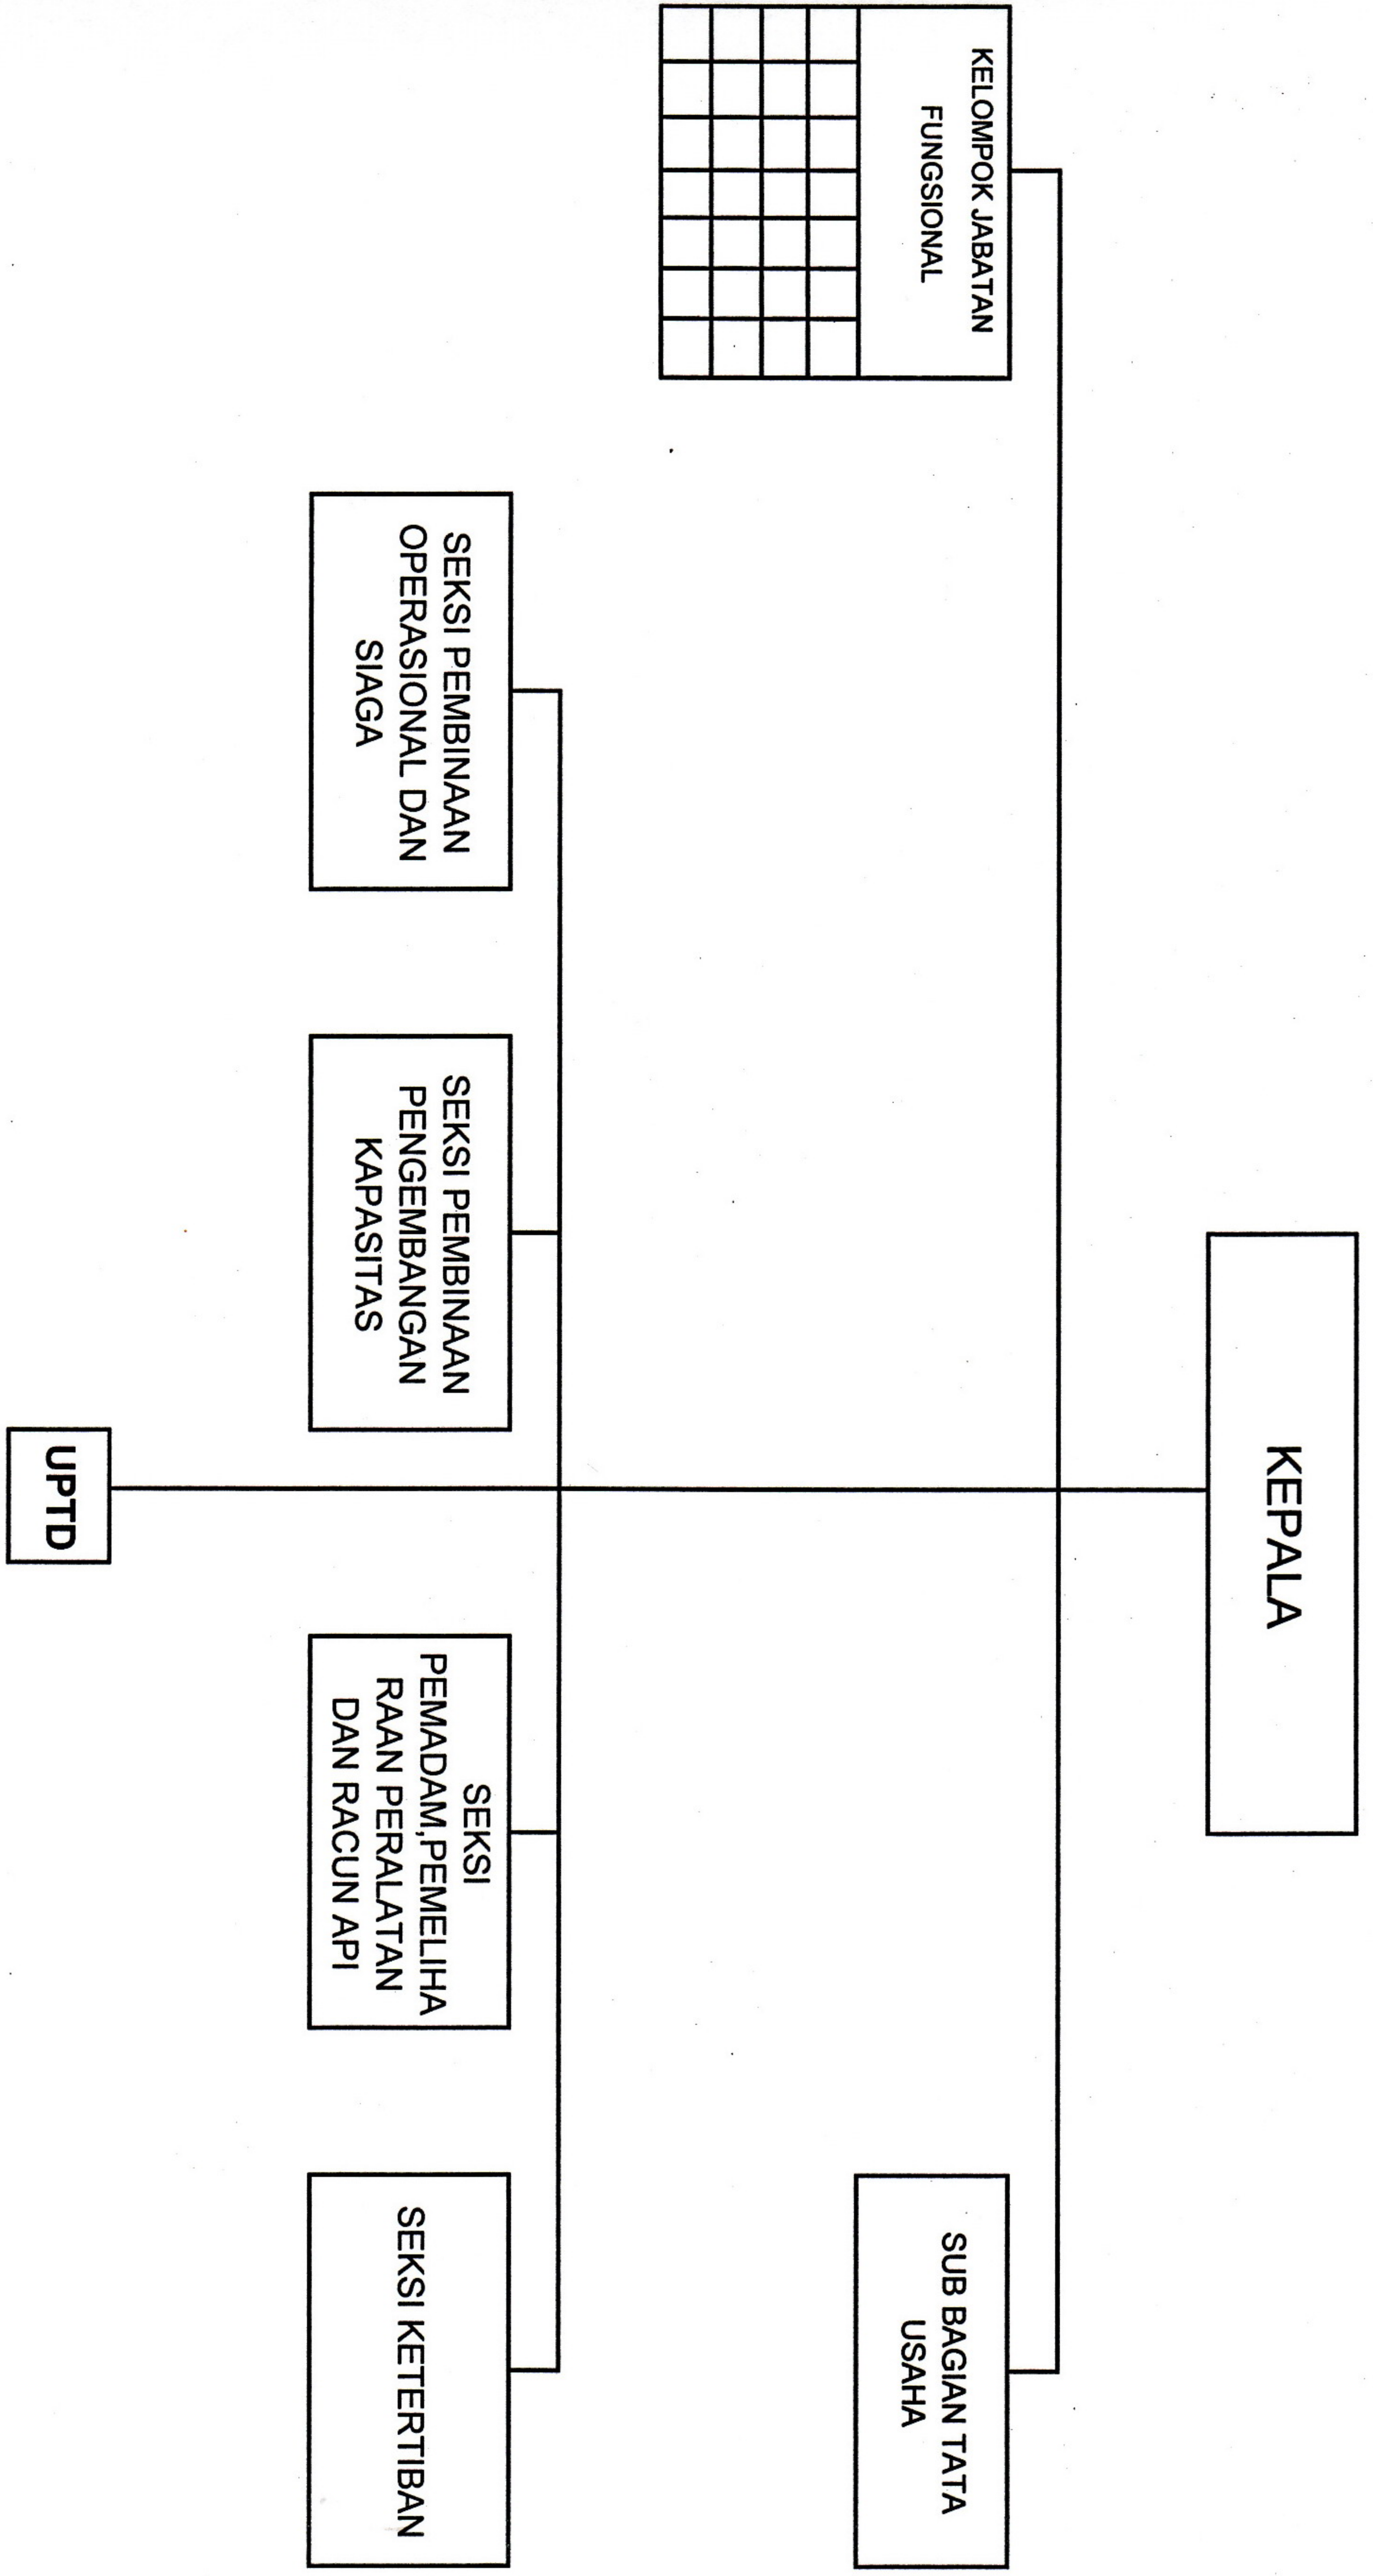 KEPALA
KELOMPOK JABATAN
FUNGSIONAL
SUB BAGIAN TATA
USAHA
SEKSI PEMBINAAN
OPERASIONAL DAN
SIAGA
SEKSI PEMBINAAN
PENGEMBANGAN
KAPASITAS
SEKSI
PEMADAM,PEMELIHA
RAAN PERALATAN
DAN RACUN API
SEKSI KETERTIBAN
UPTD